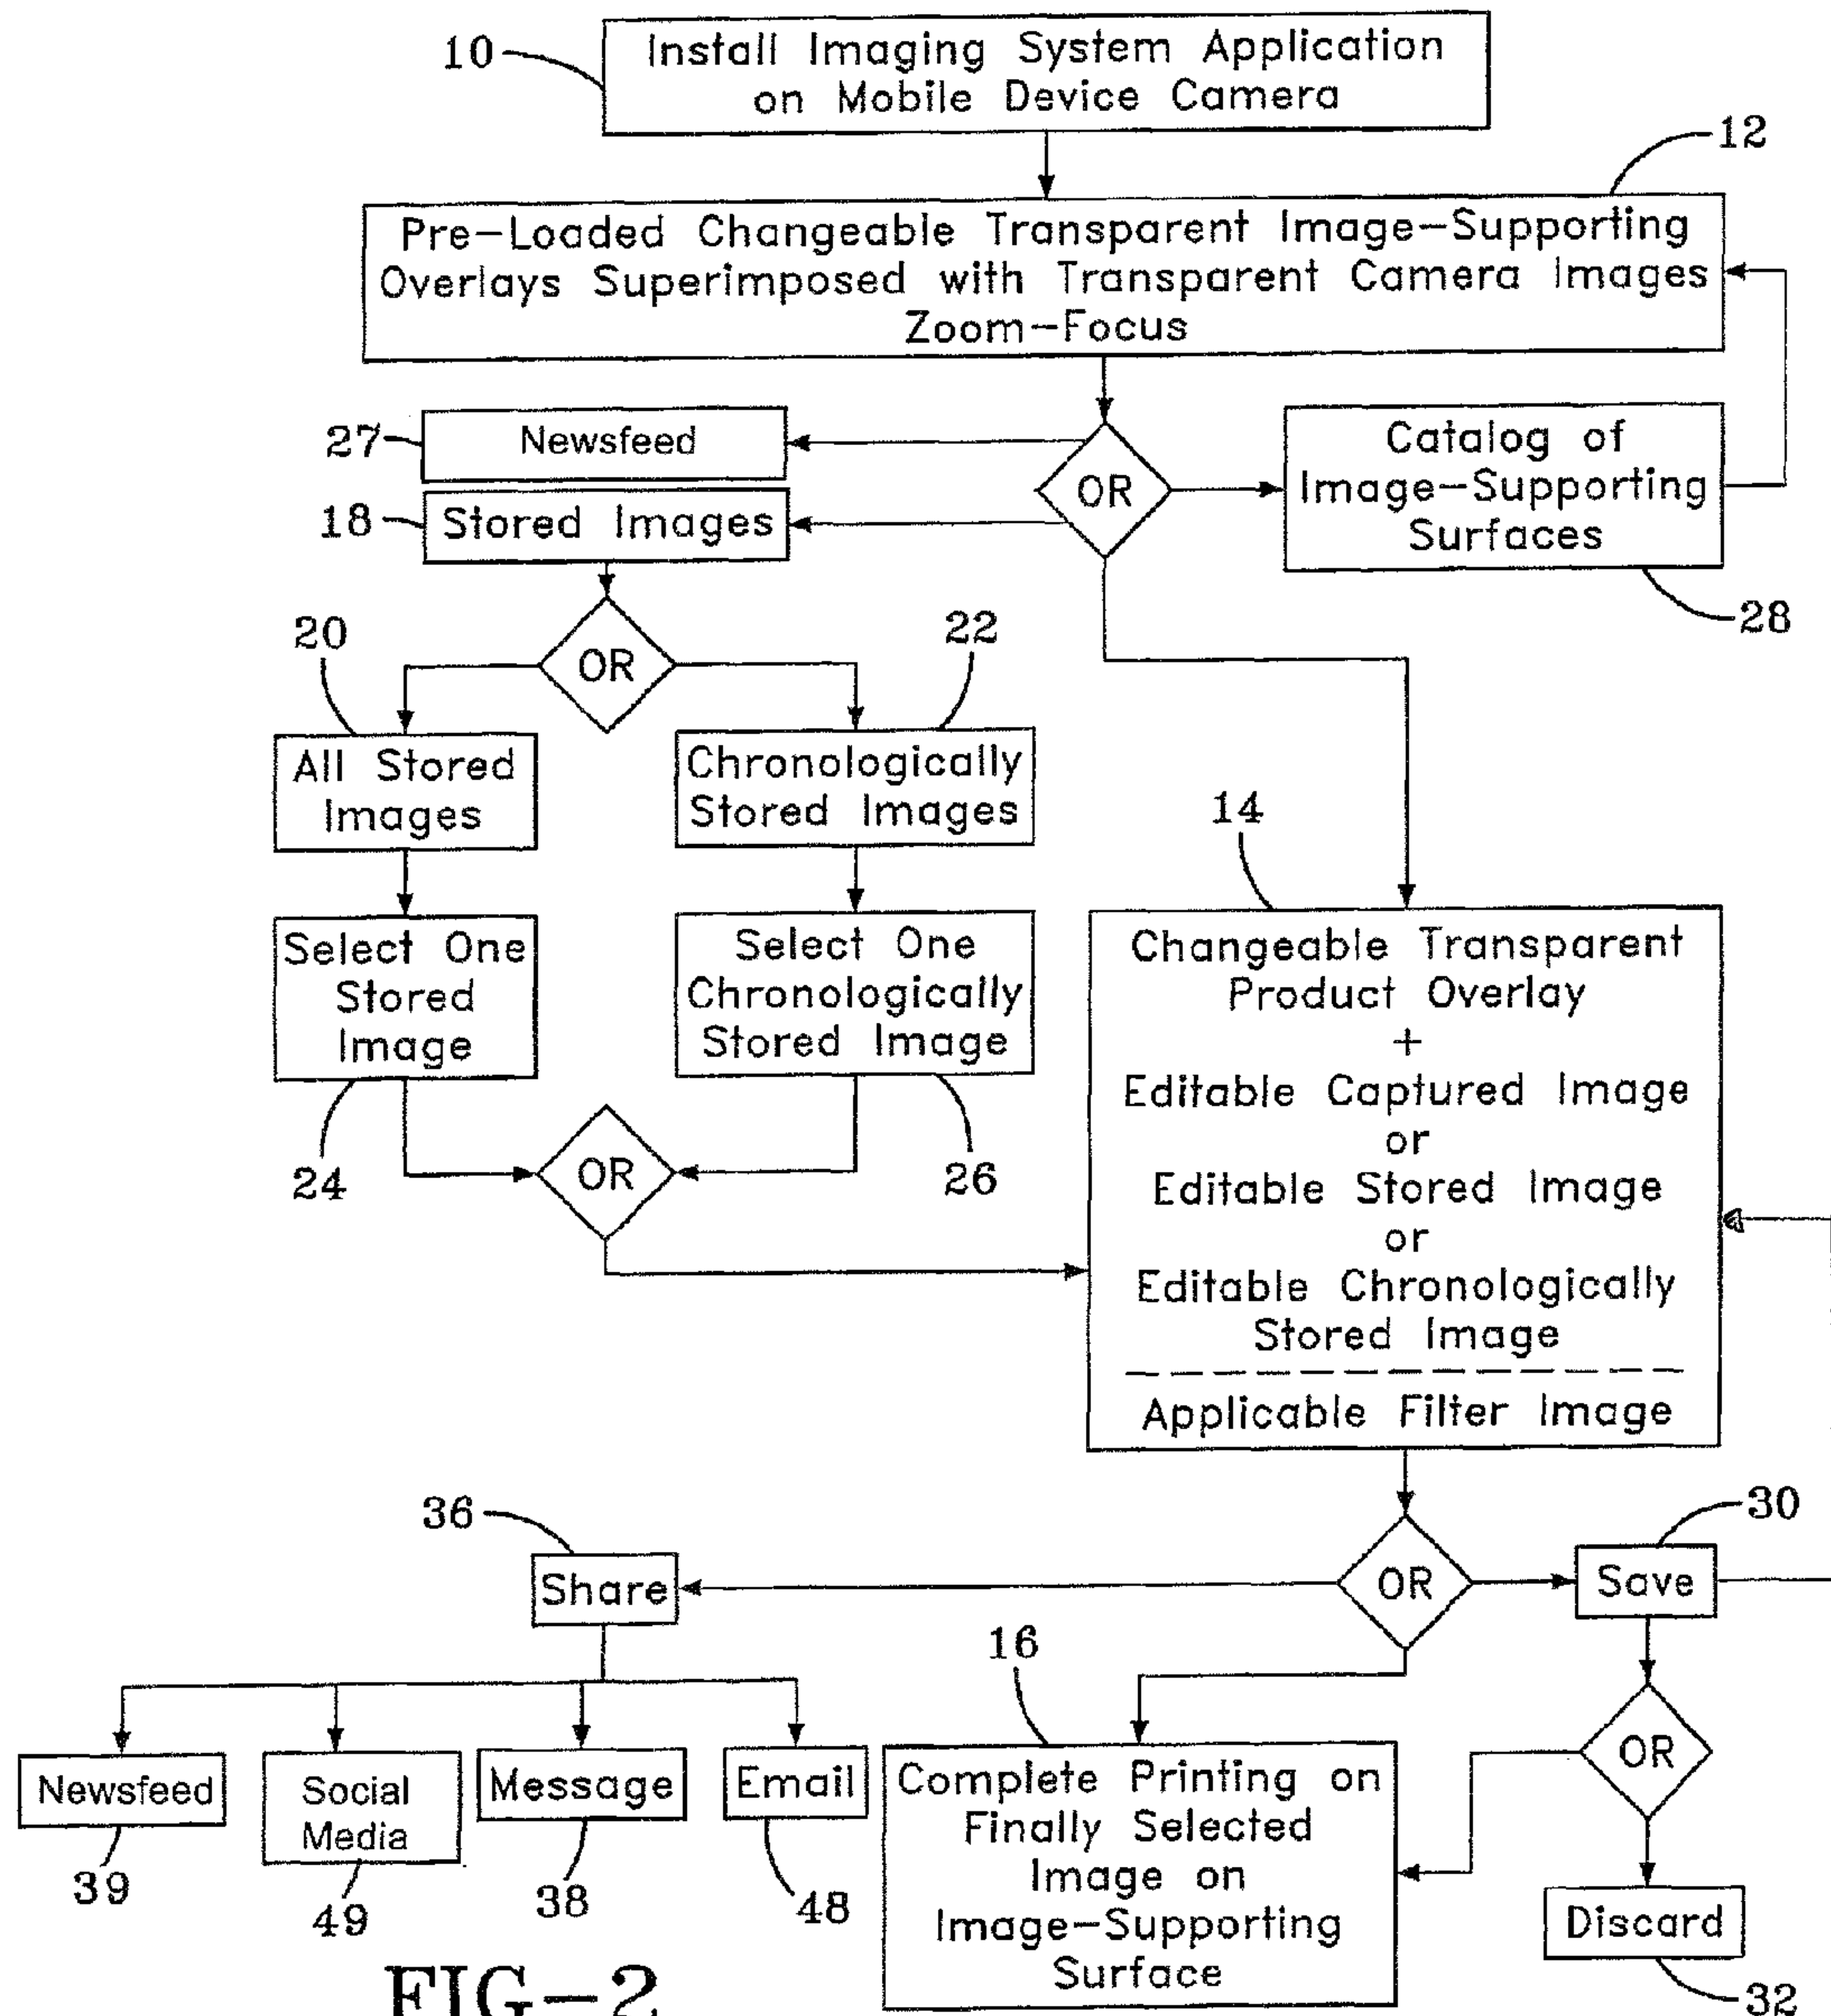 10
Install Imaging System Application
on Mobile Device Camera
12
Pre-Loaded Changeable Transparent Image-Supporting
Overlays Superimposed with Transparent Camera Images
Zoom-Focus
27
Newsfeed
18
Stored Images
OR
Catalog of
Image-Supporting
Surfaces
28
OR
20
22
All Stored
Images
Chronologically
Stored Images
Select One
Stored
Image
24
Select One
Chronologically
Stored Image
26
OR
14
Changeable Transparent
Product Overlay
+
Editable Captured Image
or
Editable Stored Image
or
Editable Chronologically
Stored Image
Applicable Filter Image
36
Share
OR
30
Save
16
Newsfeed
39
Social
Media
49
Message
38
Email
48
Complete Printing on
Finally Selected
Image on
Image-Supporting
Surface
OR
Discard
32
FIG-2